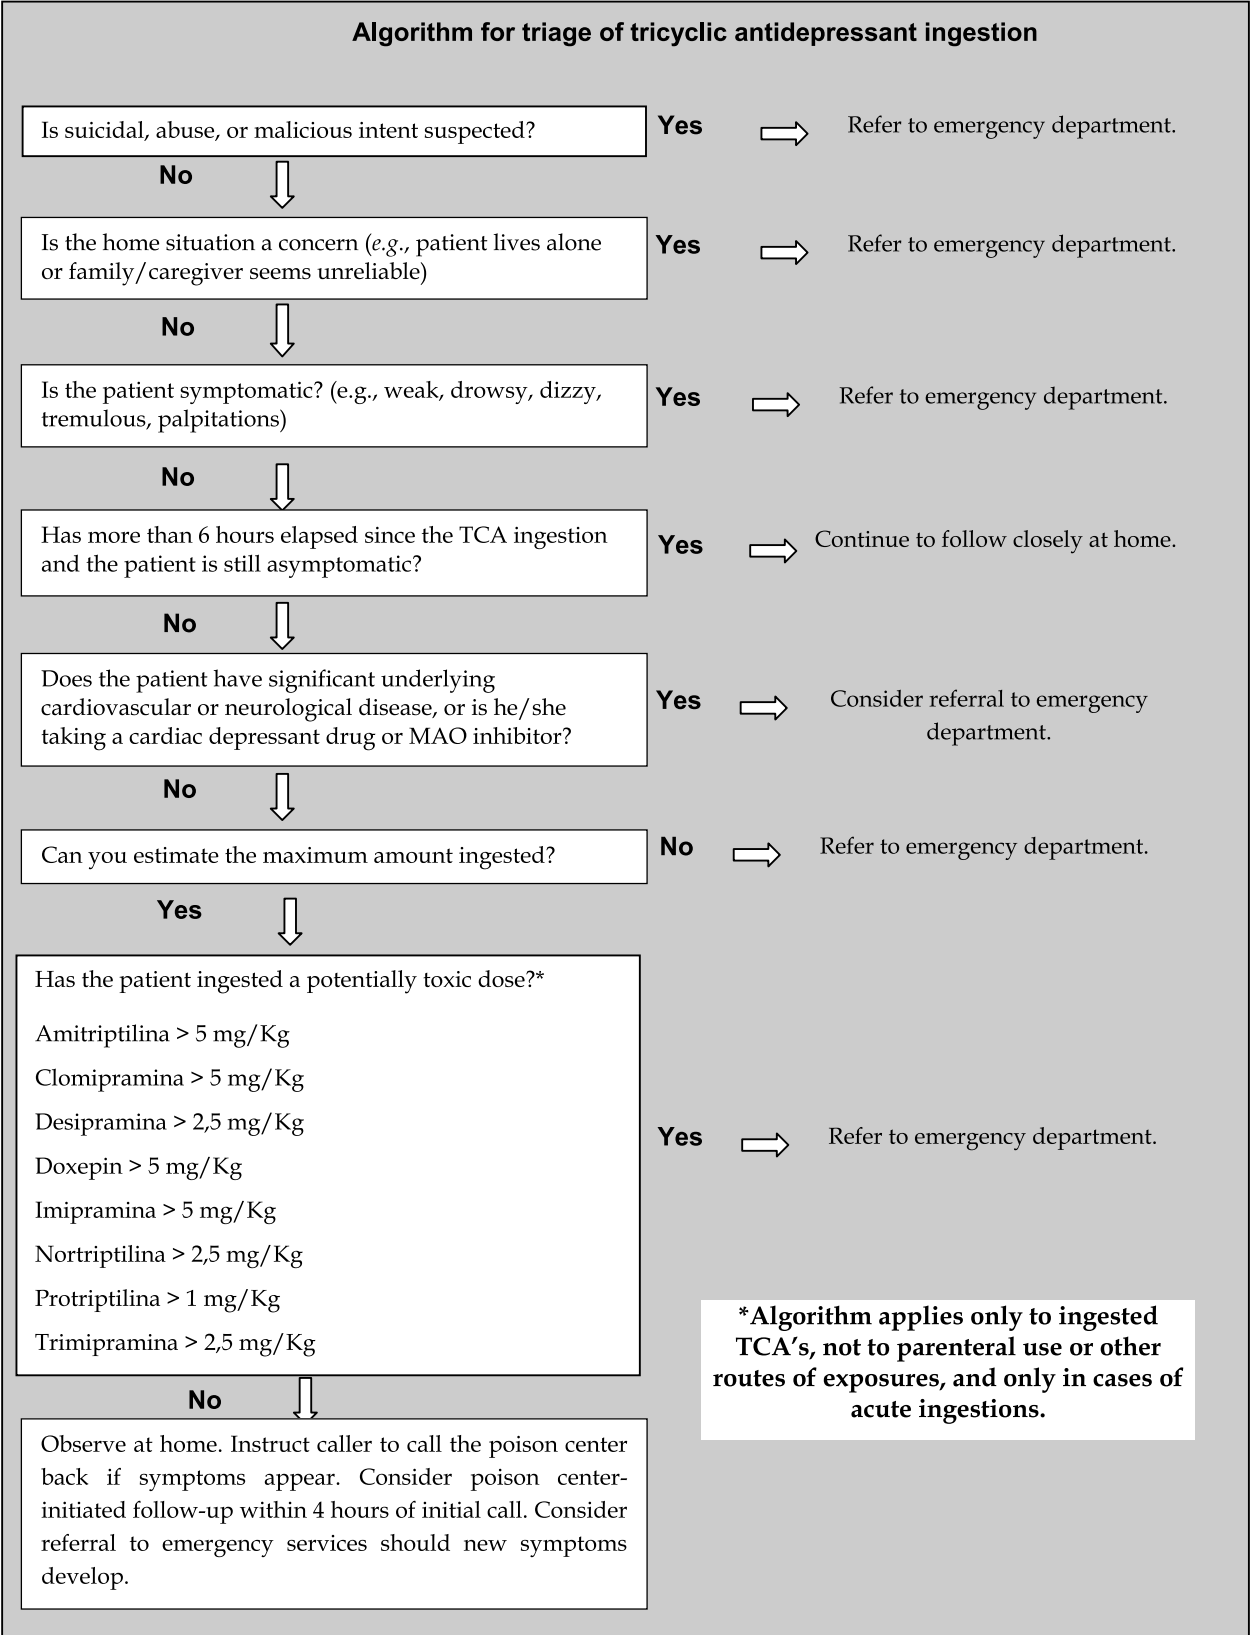 Algorithm for triage of tricyclic antidepressant ingestion
Is suicidal, abuse, or malicious intent suspected?
Yes
Refer to emergency department.
No
Is the home situation a concern (e.g., patient lives alone
or family/caregiver seems unreliable)
Yes
Refer to emergency department.
No
Is the patient symptomatic? (e.g., weak, drowsy, dizzy,
tremulous, palpitations)
Yes
Refer to emergency department.
No
Has more than 6 hours elapsed since the TCA ingestion
and the patient is still asymptomatic?
Yes
Continue to follow closely at home.
No
Does the patient have significant underlying
cardiovascular or neurological disease, or is he/she
taking a cardiac depressant drug or MAO inhibitor?
Yes
Consider referral to emergency
department.
No
Can you estimate the maximum amount ingested?
No
Refer to emergency department.
Yes
Has the patient ingested a potentially toxic dose?*
Amitriptilina > 5 mg/Kg
Clomipramina > 5 mg/Kg
Desipramina > 2,5 mg/Kg
Doxepin > 5 mg/Kg
Imipramina > 5 mg/Kg
Nortriptilina > 2,5 mg/Kg
Protriptilina > 1 mg/Kg
Trimipramina > 2,5 mg/Kg
Yes
Refer to emergency department.
*Algorithm applies only to ingested
TCA's, not to parenteral use or other
routes of exposures, and only in cases of
acute ingestions.
No
Observe at home. Instruct caller to call the poison center
back if symptoms appear. Consider poison center-
initiated follow-up within 4 hours of initial call. Consider
referral to emergency services should new symptoms
develop.